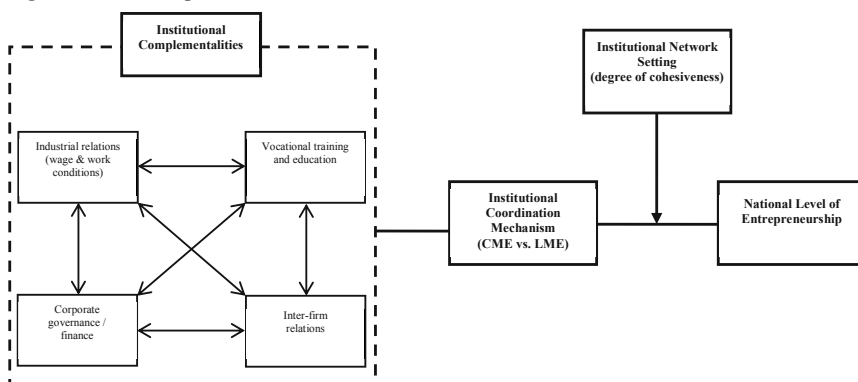 Institutional
Complementalities
Institutional Network
Setting
(degree of cohesiveness)
Industrial relations
(wage & work
conditions)
Vocational training
and education
Institutional
Coordination
Mechanism
(CME vs. LME)
National Level of
Entrepreneurship
Corporate
governance /
finance
Inter-firm
relations